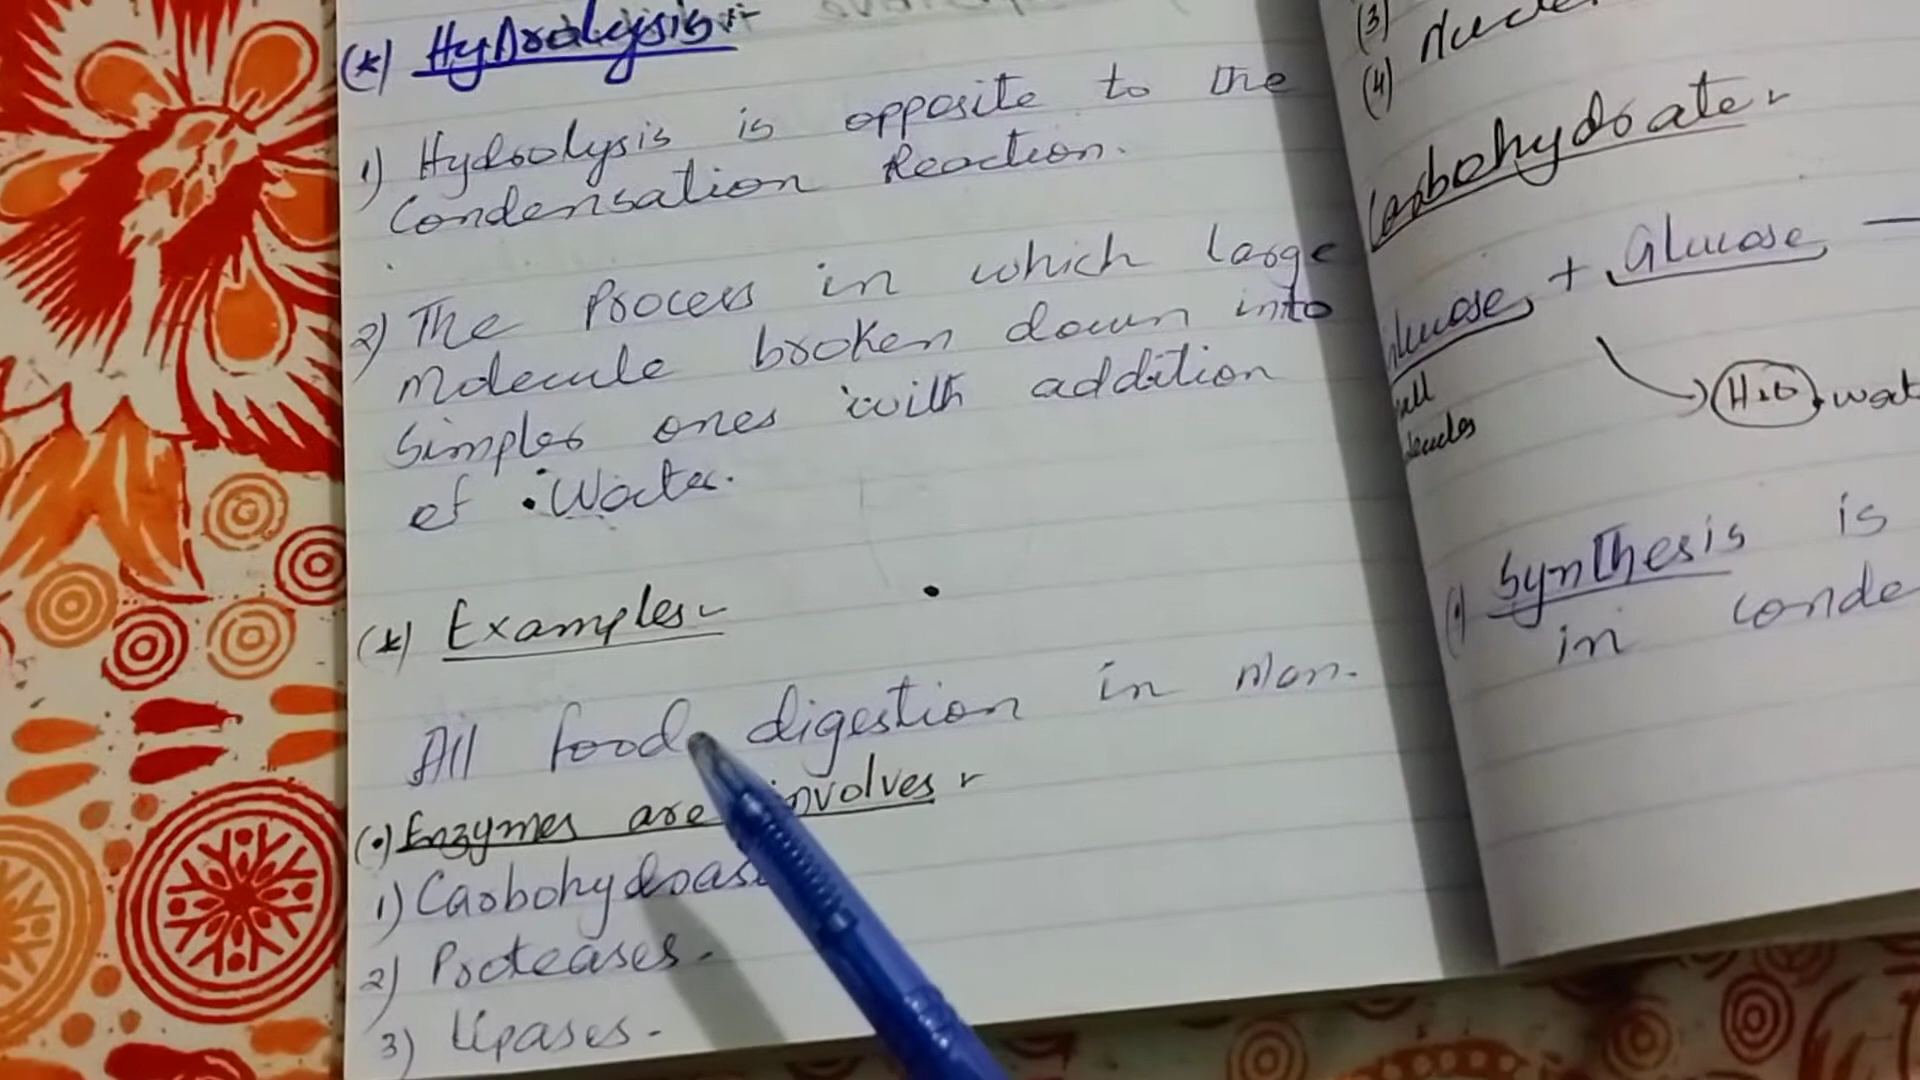 (*) Hydrolysis:-
1) Hydrolysis is opposite to the
Condensation Reaction.
2) The Process in which large
Molecule broken down into
Simpler ones with addition
of Water.
(*) Examples-
All food digestion in Man.
(•) Enzymes are involves-
1) Carbohydras
2) Proteases.
3) Lipases.
(3)
(4)
Carbohydrate-
Glucose + Glucose
H2O wat
(•) Synthesis is
in conde